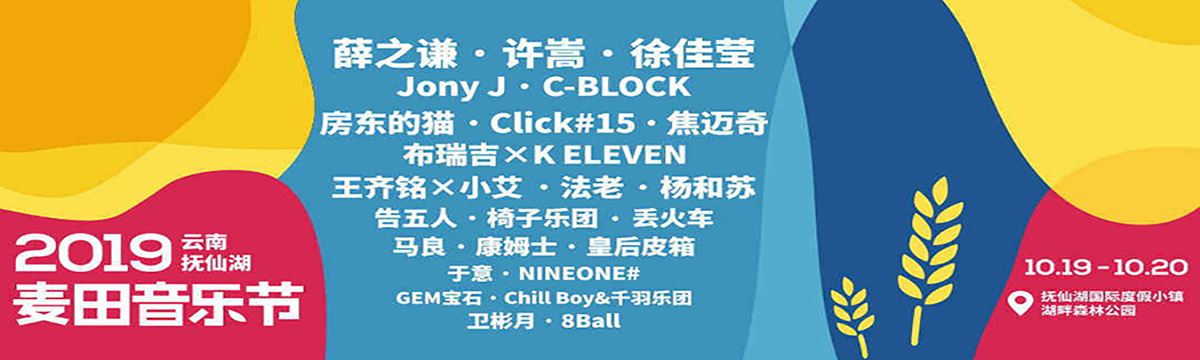 薛之谦·许嵩·徐佳莹
Jony J·C-BLOCK
房东的猫·Click#15·焦迈奇
布瑞吉×K ELEVEN
王齐铭×小艾·法老·杨和苏
告五人·椅子乐团·丢火车
马良·康姆士·皇后皮箱
于意·NINEONE#
GEM宝石·Chill Boy&千羽乐团
卫彬月·8Ball
2019 云南
抚仙湖
麦田音乐节
10.19-10.20
抚仙湖国际度假小镇
湖畔森林公园